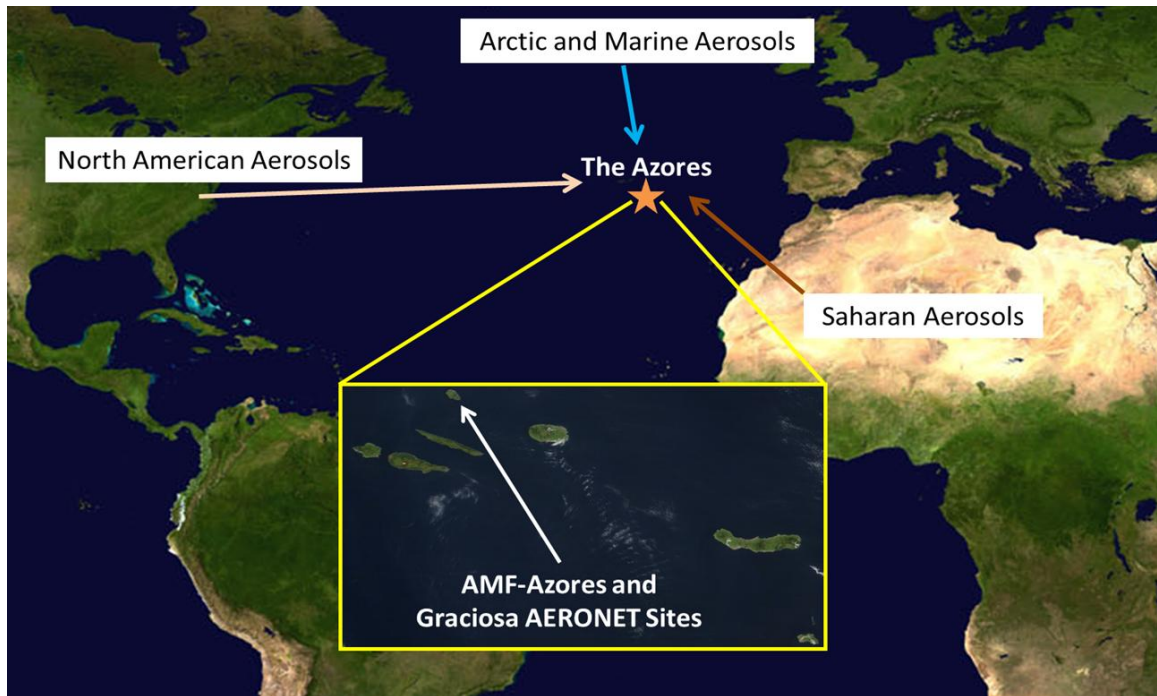 Arctic and Marine Aerosols
North American Aerosols
The Azores
Saharan Aerosols
AMF-Azores and
Graciosa AERONET Sites